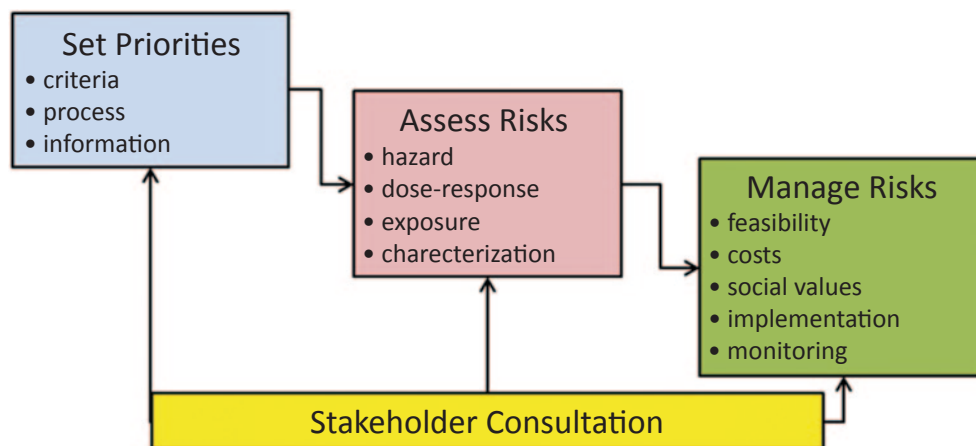 Set Priorities
• criteria
• process
• information
Assess Risks
• hazard
• dose-response
• exposure
• charecterization
Manage Risks
• feasibility
• costs
• social values
• implementation
• monitoring
Stakeholder Consultation